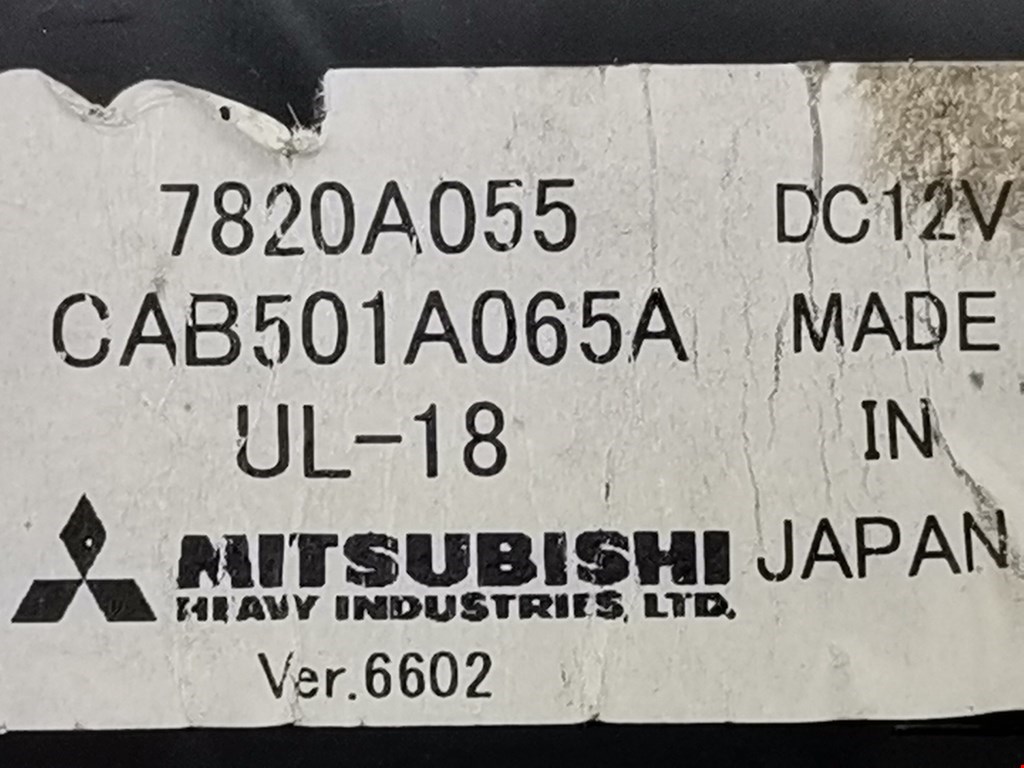 7820A055
CAB501A065A
UL-18
MITSUBISHI
HEAVY INDUSTRIES, LTD.
Ver.6602
DC12V
MADE
IN
JAPAN